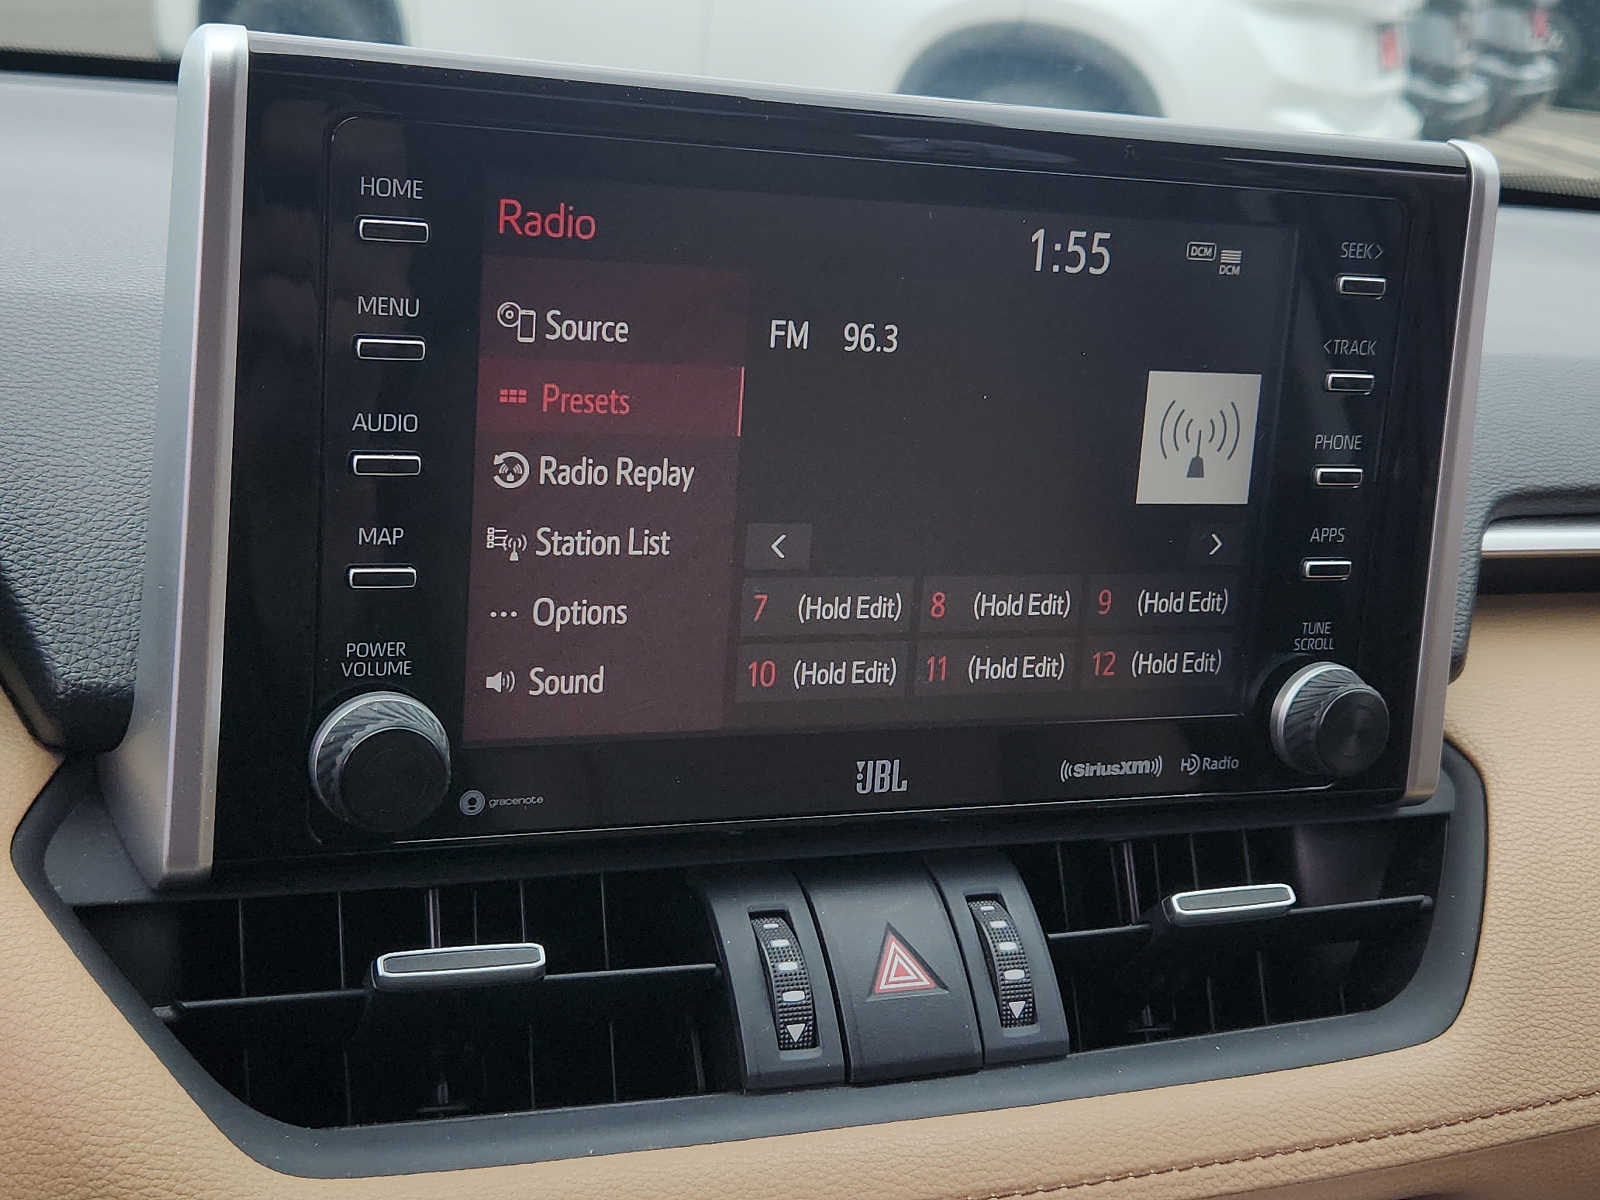 HOME
MENU
AUDIO
MAP
POWER
VOLUME
Radio
1:55
DCM
DCM
Source
Presets
Radio Replay
Station List
Options
Sound
FM 96.3
<
>
7 (Hold Edit) 8 (Hold Edit) 9 (Hold Edit)
10 (Hold Edit) 11 (Hold Edit) 12 (Hold Edit)
SEEK>
<TRACK
PHONE
APPS
TUNE
SCROLL
gracenote
JBL
((SiriusXM))
HD Radio